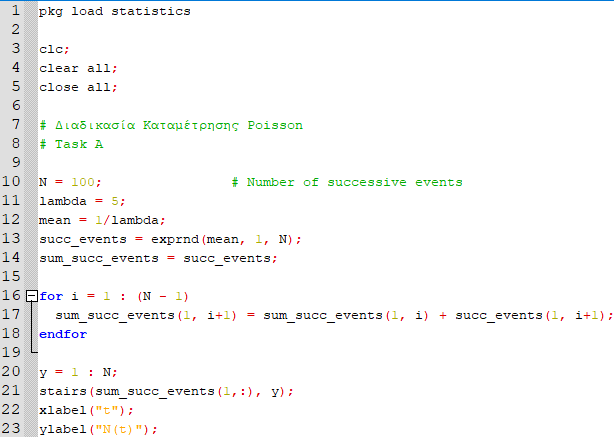 1 pkg load statistics
2
3 clc;
4 clear all;
5 close all;
6
7 # Διαδικασία Καταμέτρησης Poisson
8 # Task A
9
10 N = 100; # Number of successive events
11 lambda = 5;
12 mean = 1/lambda;
13 succ_events = exprnd(mean, 1, N);
14 sum_succ_events = succ_events;
15
16 for i = 1 : (N - 1)
17 sum_succ_events(1, i+1) = sum_succ_events(1, i) + succ_events(1, i+1);
18 endfor
19
20 y = 1 : N;
21 stairs(sum_succ_events(1,:), y);
22 xlabel("t");
23 ylabel("N(t)");